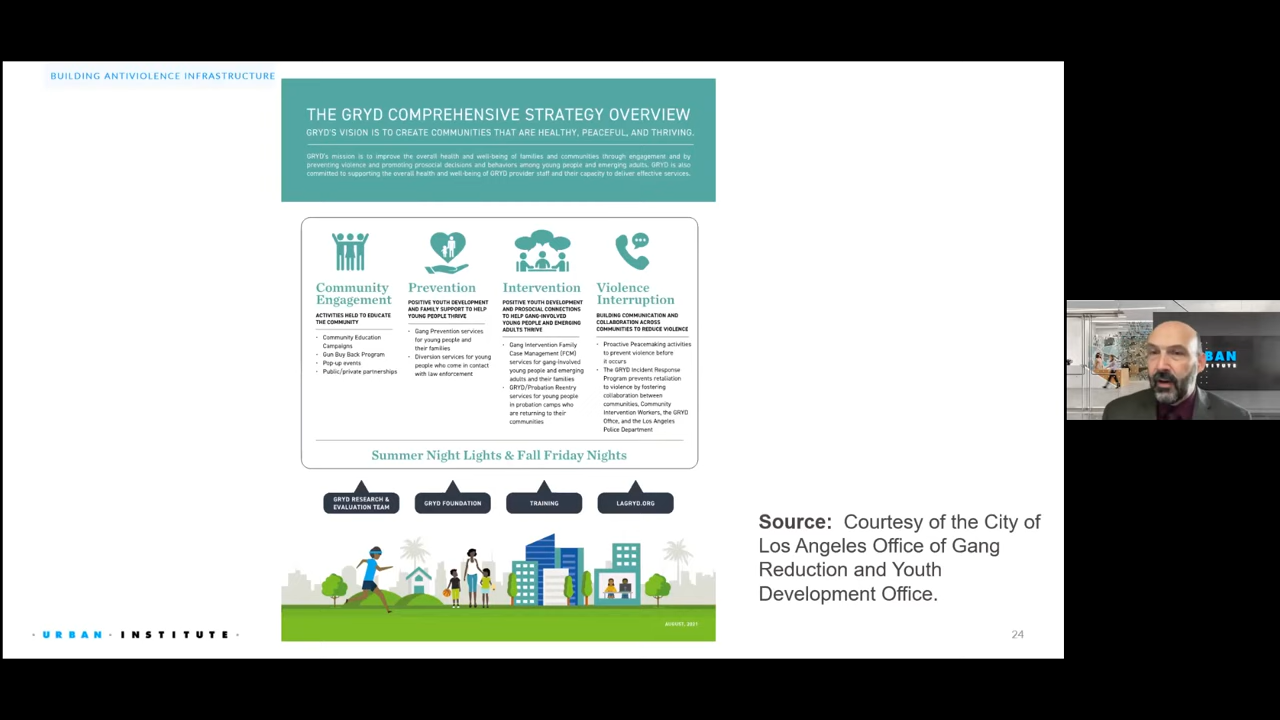 BUILDING ANTIVIOLENCE INFRASTRUCTURE
THE GRYD COMPREHENSIVE STRATEGY OVERVIEW
GRYD'S VISION IS TO CREATE COMMUNITIES THAT ARE HEALTHY, PEACEFUL, AND THRIVING.
GRYD's mission is to improve the overall health and well-being of families and communities through engagement and by
preventing violence and promoting prosocial decisions and behaviors among young people and emerging adults. GRYD is also
committed to supporting the overall health and well-being of GRYD provider staff and their capacity to deliver effective services.
Community
Engagement
ACTIVITIES HELD TO EDUCATE
THE COMMUNITY
• Community Education
Campaigns
• Gun Buy Back Program
• Pop-up events
• Public/private partnerships
Prevention
POSITIVE YOUTH DEVELOPMENT
AND FAMILY SUPPORT TO HELP
YOUNG PEOPLE THRIVE
• Gang Prevention services
for young people and
their families
• Diversion services for young
people who come in contact
with law enforcement
Intervention
POSITIVE YOUTH DEVELOPMENT
AND PROSOCIAL CONNECTIONS
TO HELP GANG-INVOLVED
YOUNG PEOPLE AND EMERGING
ADULTS THRIVE
• Gang Intervention Family
Case Management (FCM)
services for gang-involved
young people and emerging
adults and their families
• GRYD/Probation Reentry
services for young people
in probation camps who
are returning to their
communities
Violence
Interruption
BUILDING COMMUNICATION AND
COLLABORATION ACROSS
COMMUNITIES TO REDUCE VIOLENCE
• Proactive Peacemaking activities
to prevent violence before
it occurs
• The GRYD Incident Response
Program prevents retaliation
to violence by fostering
collaboration between
communities, Community
Intervention Workers, the GRYD
Office, and the Los Angeles
Police Department
Summer Night Lights & Fall Friday Nights
GRYD RESEARCH &
EVALUATION TEAM
GRYD FOUNDATION
TRAINING
LAGRYD.ORG
AUGUST, 2021
Source: Courtesy of the City of
Los Angeles Office of Gang
Reduction and Youth
Development Office.
· URBAN · INSTITUTE ·
24